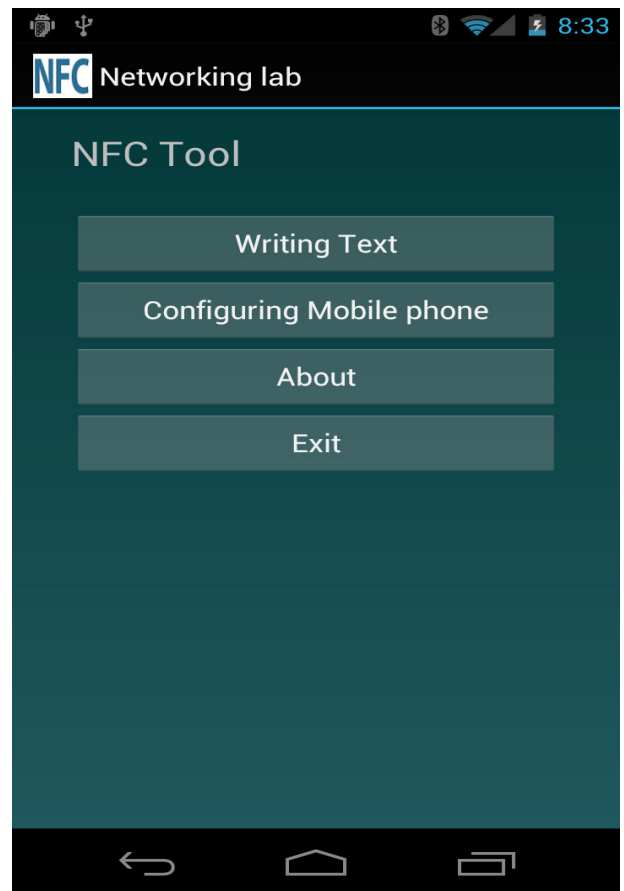 8:33
NFC Networking lab
NFC Tool
Writing Text
Configuring Mobile phone
About
Exit